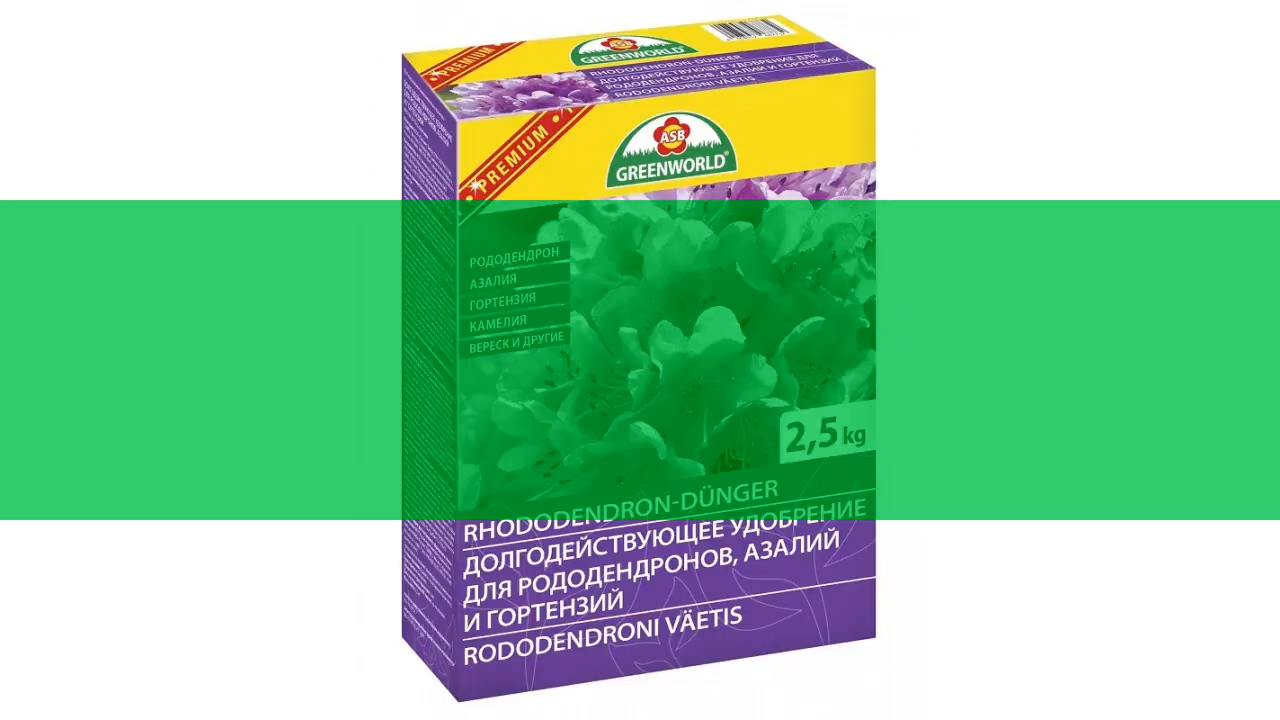 PREMIUM
ASB
GREENWORLD
RHODODENDRON-DÜNGER
ДОЛГОДЕЙСТВУЮЩЕЕ УДОБРЕНИЕ ДЛЯ
РОДОДЕНДРОНОВ, АЗАЛИЙ И ГОРТЕНЗИИ
RODODENDRONI VÄETIS
PREMIUM
ASB
GREENWORLD®
РОДОДЕНДРОН
АЗАЛИЯ
ГОРТЕНЗИЯ
КАМЕЛИЯ
ВЕРЕСК И ДРУГИЕ
2,5 kg
RHODODENDRON-DÜNGER
ДОЛГОДЕЙСТВУЮЩЕЕ УДОБРЕНИЕ
ДЛЯ РОДОДЕНДРОНОВ, АЗАЛИЙ
И ГОРТЕНЗИЙ
RODODENDRONI VÄETIS